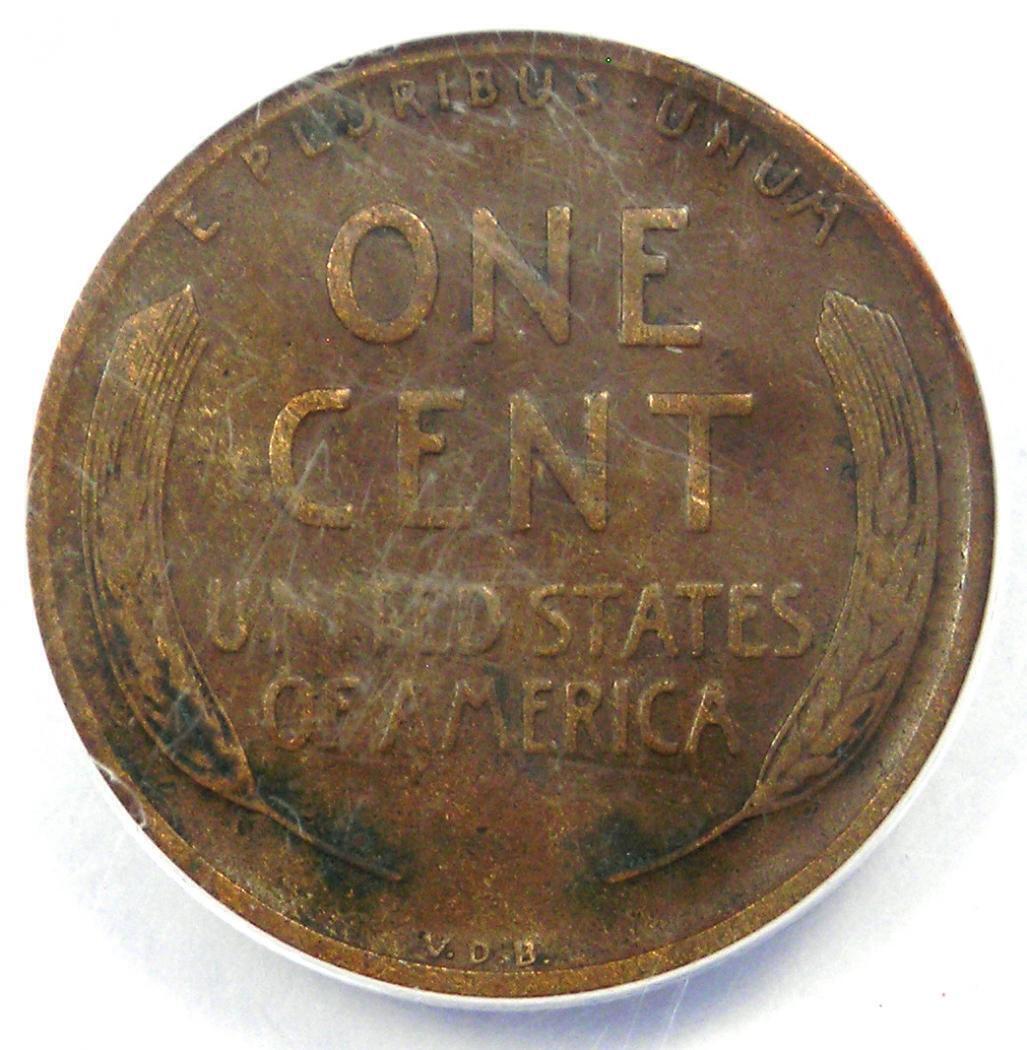 E PLURIBUS · UNUM
ONE
CENT
UNITED STATES
OF AMERICA
V.D.B.